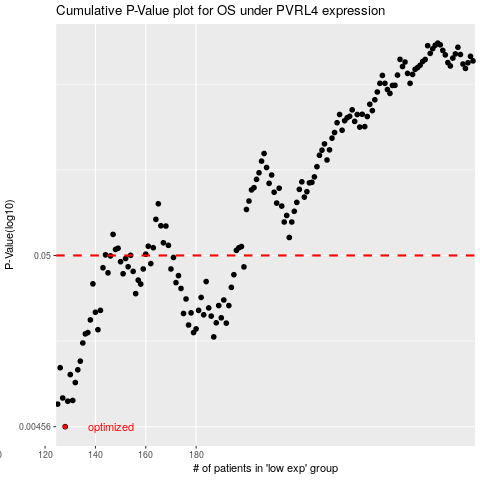 Cumulative P-Value plot for OS under PVRL4 expression
P-Value(log10)
0.05
0.00456
optimized
0
120
140
160
180
# of patients in 'low exp' group